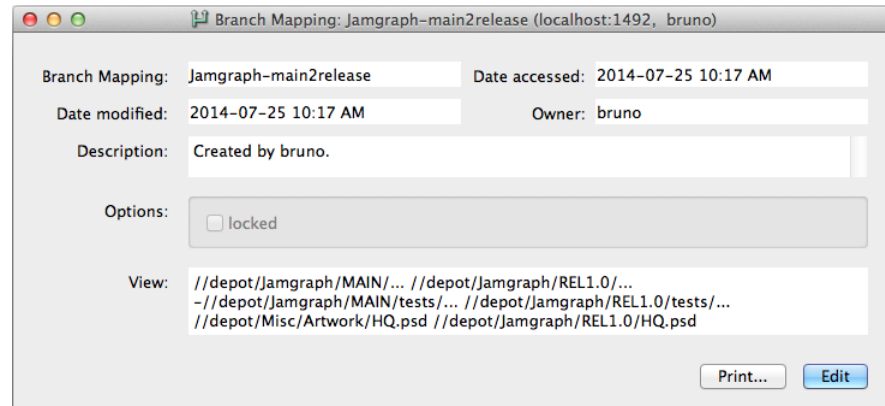 Branch Mapping: Jamgraph-main2release (localhost:1492, bruno)
Branch Mapping: Jamgraph-main2release Date accessed: 2014-07-25 10:17 AM
Date modified: 2014-07-25 10:17 AM Owner: bruno
Description: Created by bruno.
Options: locked
View: //depot/Jamgraph/MAIN/... //depot/Jamgraph/REL1.0/...
-//depot/Jamgraph/MAIN/tests/... //depot/Jamgraph/REL1.0/tests/...
//depot/Misc/Artwork/HQ.psd //depot/Jamgraph/REL1.0/HQ.psd
Print... Edit